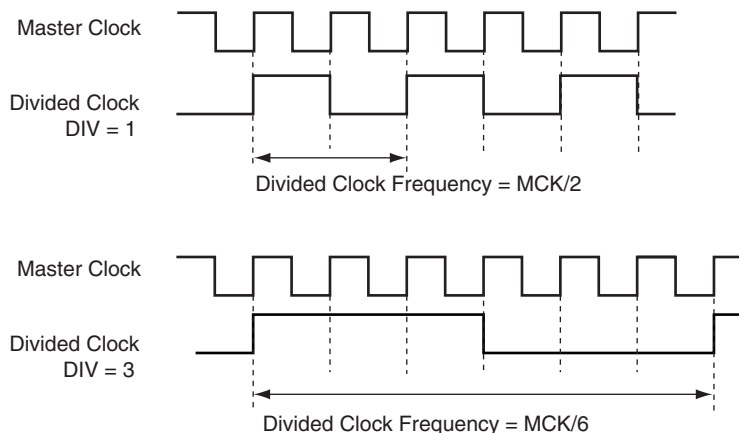 Master Clock
Divided Clock
DIV = 1
Divided Clock Frequency = MCK/2
Master Clock
Divided Clock
DIV = 3
Divided Clock Frequency = MCK/6